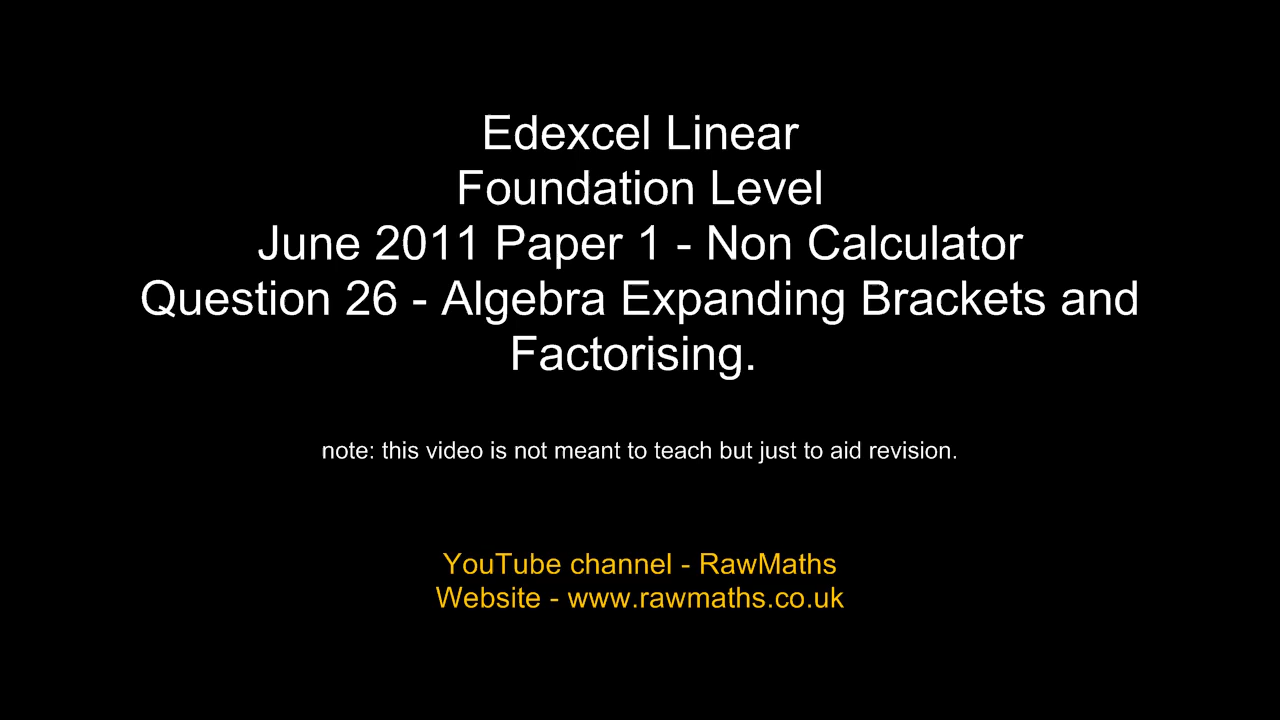 Edexcel Linear
Foundation Level
June 2011 Paper 1 - Non Calculator
Question 26 - Algebra Expanding Brackets and
Factorising.
note: this video is not meant to teach but just to aid revision.
YouTube channel - RawMaths
Website - www.rawmaths.co.uk